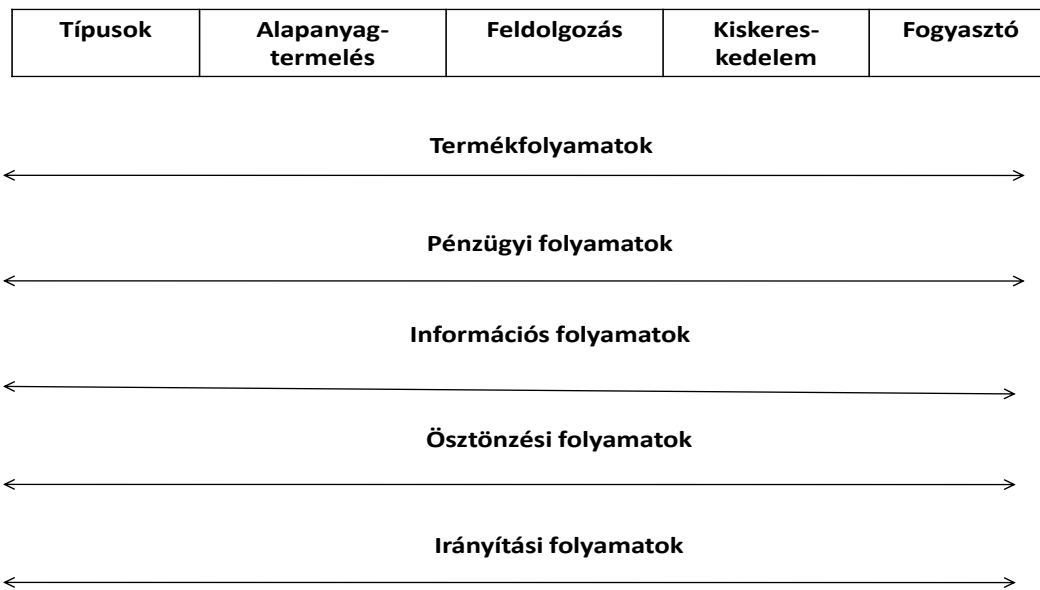 Típusok
Alapanyag-
termelés
Feldolgozás
Kiskeres-
kedelem
Fogyasztó
Termékfolyamatok
Pénzügyi folyamatok
Információs folyamatok
Ösztönzési folyamatok
Irányítási folyamatok